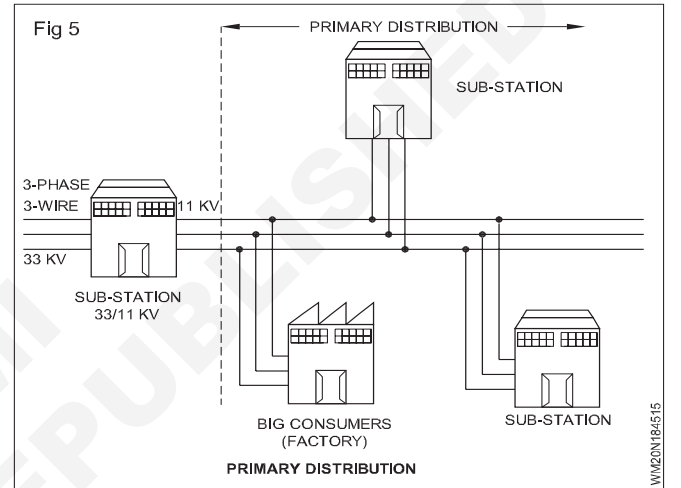 Fig 5
PRIMARY DISTRIBUTION
SUB-STATION
3-PHASE
3-WIRE
11 KV
33 KV
SUB-STATION
33/11 KV
BIG CONSUMERS
(FACTORY)
SUB-STATION
PRIMARY DISTRIBUTION
WM20N184515